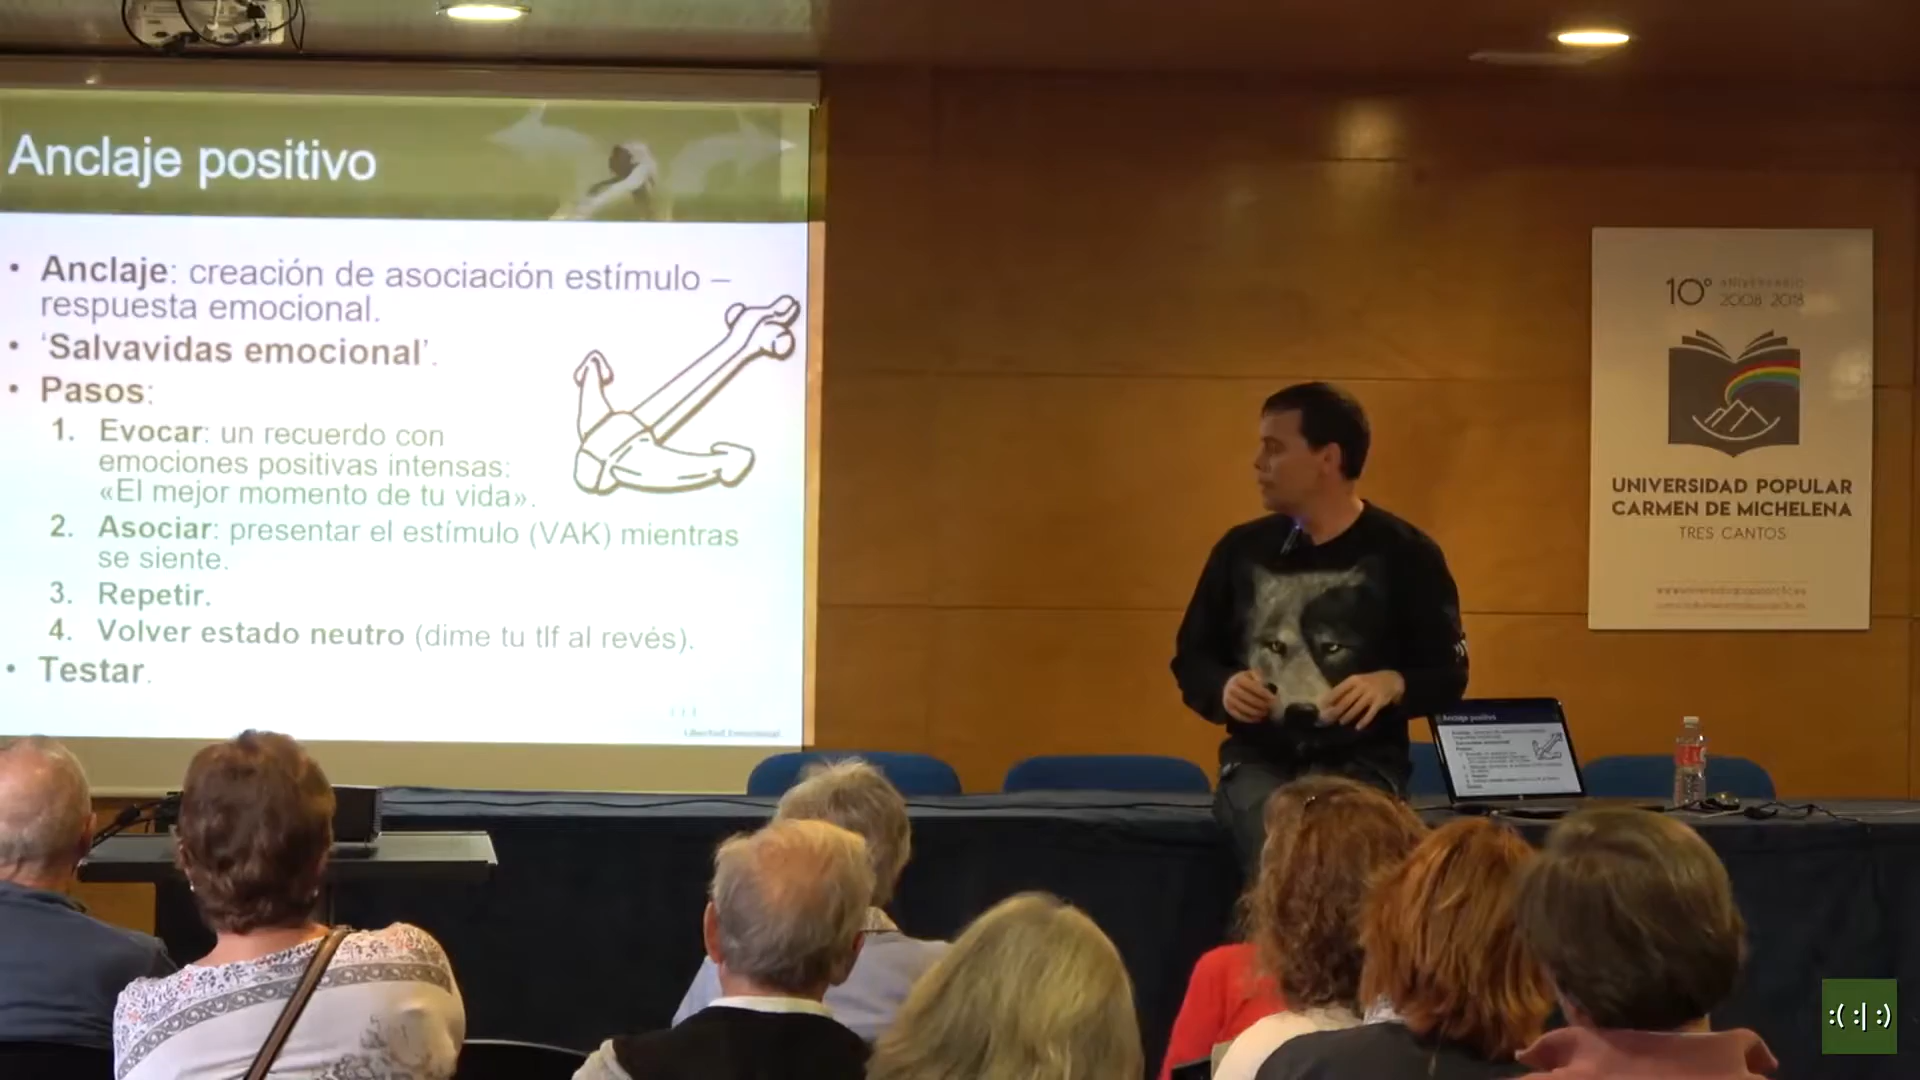 Anclaje positivo
• Anclaje: creación de asociación estímulo –
respuesta emocional.
• ‘Salvavidas emocional’.
• Pasos:
1. Evocar: un recuerdo con
emociones positivas intensas:
«El mejor momento de tu vida».
2. Asociar: presentar el estímulo (VAK) mientras
se siente.
3. Repetir.
4. Volver estado neutro (dime tu tlf al revés).
• Testar.
Libertad Emocional
10º ANIVERSARIO
2008 2018
UNIVERSIDAD POPULAR
CARMEN DE MICHELENA
TRES CANTOS
Anclaje positivo
:( :| :)